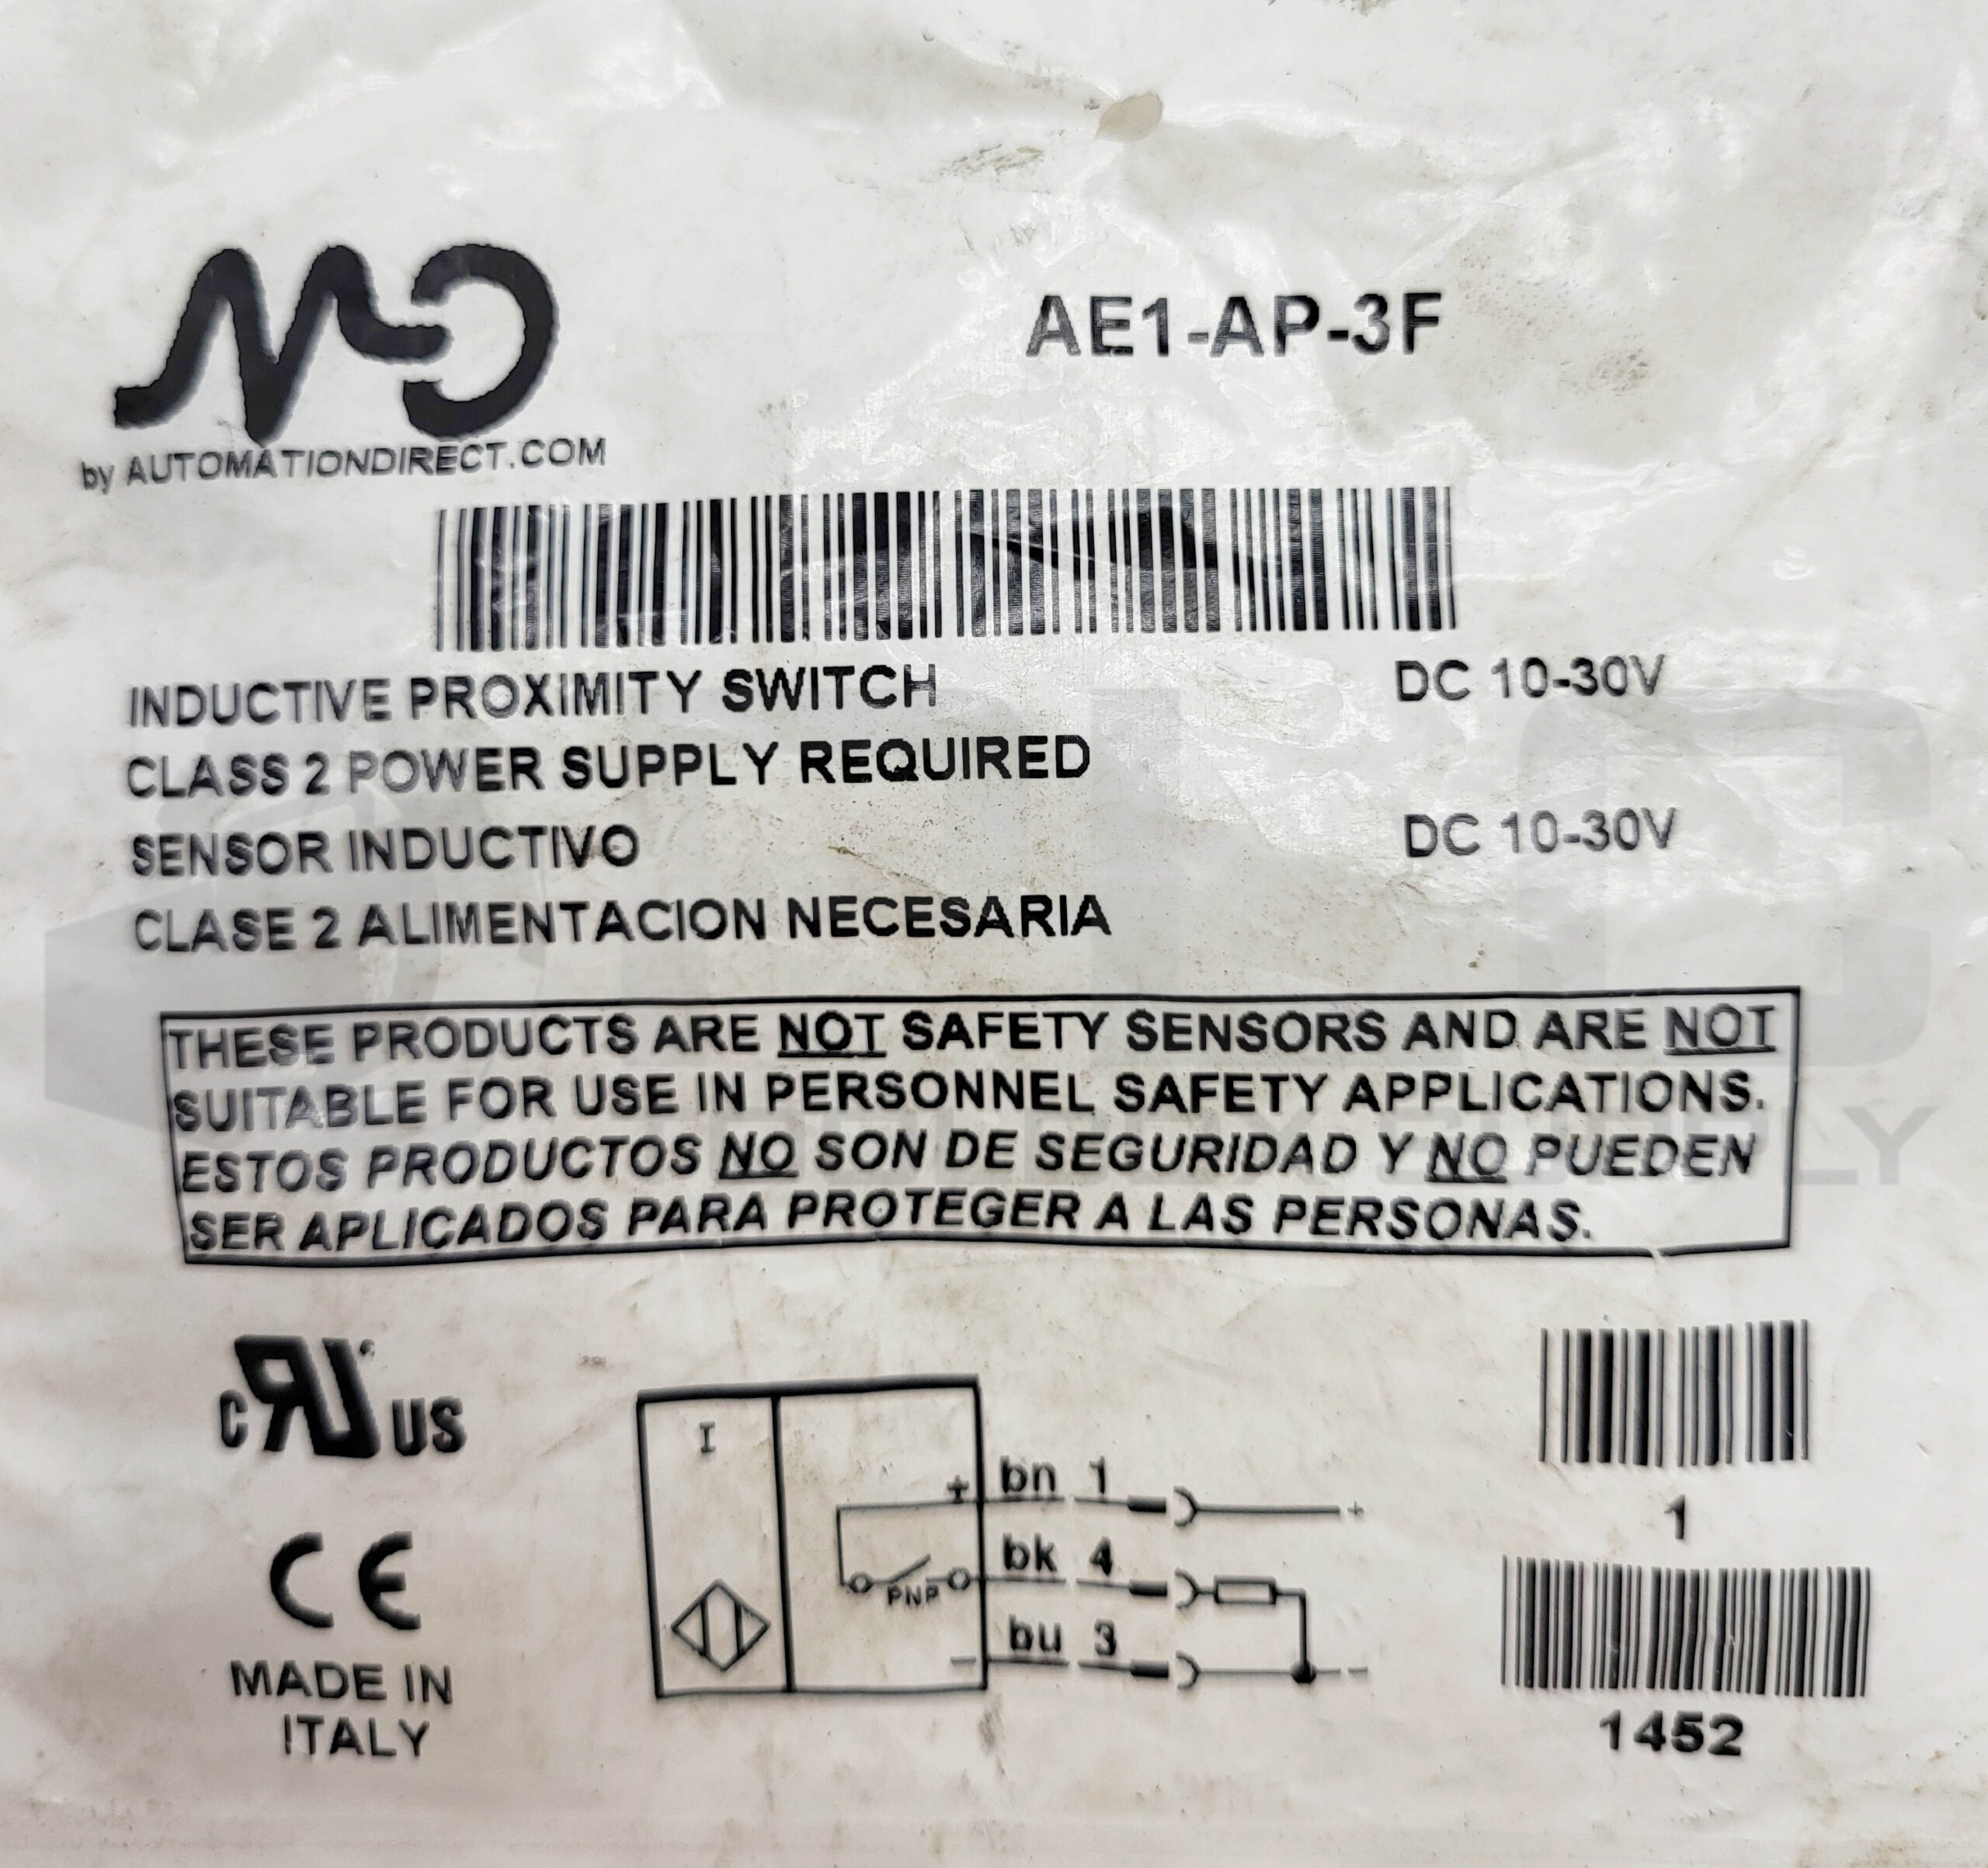 by AUTOMATIONDIRECT.COM
AE1-AP-3F
INDUCTIVE PROXIMITY SWITCH DC 10-30V
CLASS 2 POWER SUPPLY REQUIRED
SENSOR INDUCTIVO DC 10-30V
CLASE 2 ALIMENTACION NECESARIA
THESE PRODUCTS ARE NOT SAFETY SENSORS AND ARE NOT
SUITABLE FOR USE IN PERSONNEL SAFETY APPLICATIONS.
ESTOS PRODUCTOS NO SON DE SEGURIDAD Y NO PUEDEN
SER APLICADOS PARA PROTEGER A LAS PERSONAS.
c RU US
CE
MADE IN
ITALY
I
+ bn 1 +
PNP bk 4
- bu 3 -
1
1452